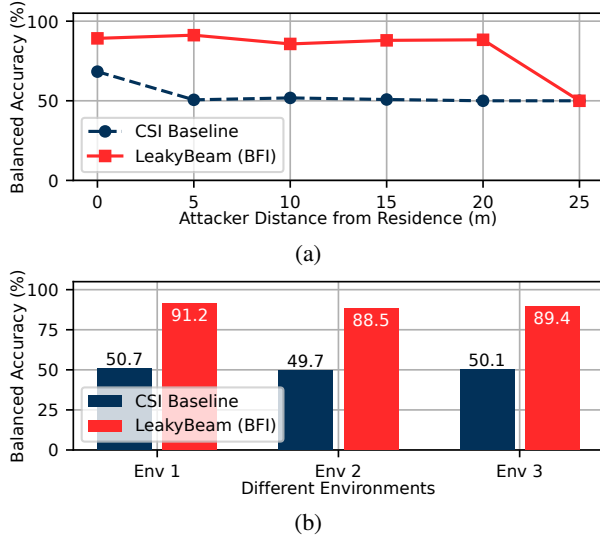 Balanced Accuracy (%)
100
50
0
CSI Baseline
LeakyBeam (BFI)
0 5 10 15 20 25
Attacker Distance from Residence (m)
(a)
Balanced Accuracy (%)
100
75
50
25
0
50.7 91.2 49.7 88.5 50.1 89.4
CSI Baseline
LeakyBeam (BFI)
Env 1 Env 2 Env 3
Different Environments
(b)